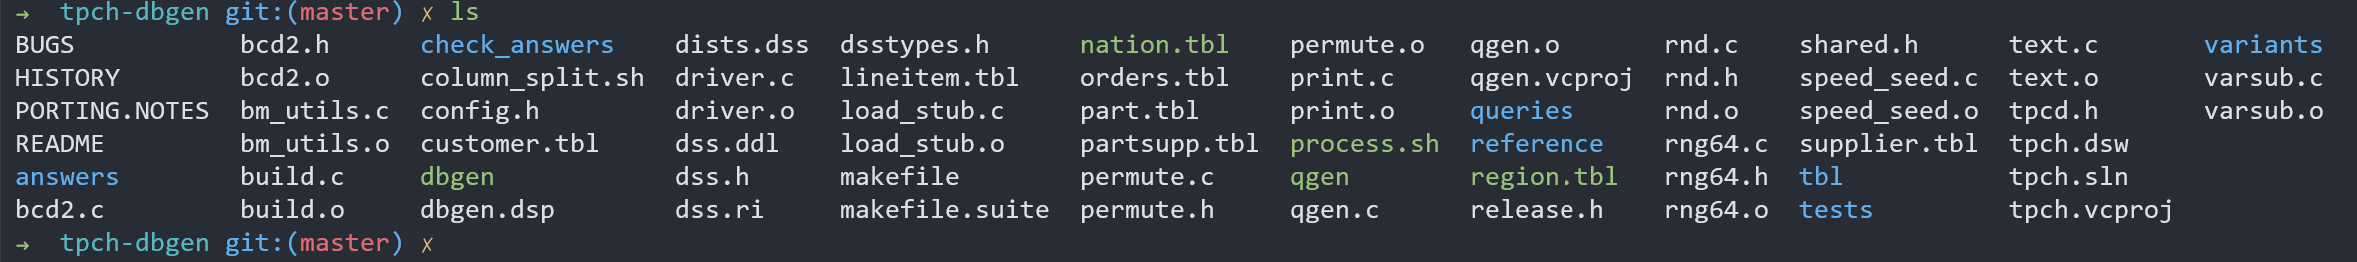 → tpch-dbgen git:(master) ✗ ls
BUGS bcd2.h check_answers dists.dss dsstypes.h nation.tbl permute.o qgen.o rnd.c shared.h text.c variants
HISTORY bcd2.o column_split.sh driver.c lineitem.tbl orders.tbl print.c qgen.vcproj rnd.h speed_seed.c text.o varsub.c
PORTING.NOTES bm_utils.c config.h driver.o load_stub.c part.tbl print.o queries rnd.o speed_seed.o tpcd.h varsub.o
README bm_utils.o customer.tbl dss.ddl load_stub.o partsupp.tbl process.sh reference rng64.c supplier.tbl tpch.dsw
answers build.c dbgen dss.h makefile permute.c qgen region.tbl rng64.h tbl tpch.sln
bcd2.c build.o dbgen.dsp dss.ri makefile.suite permute.h qgen.c release.h rng64.o tests tpch.vcproj
→ tpch-dbgen git:(master) ✗